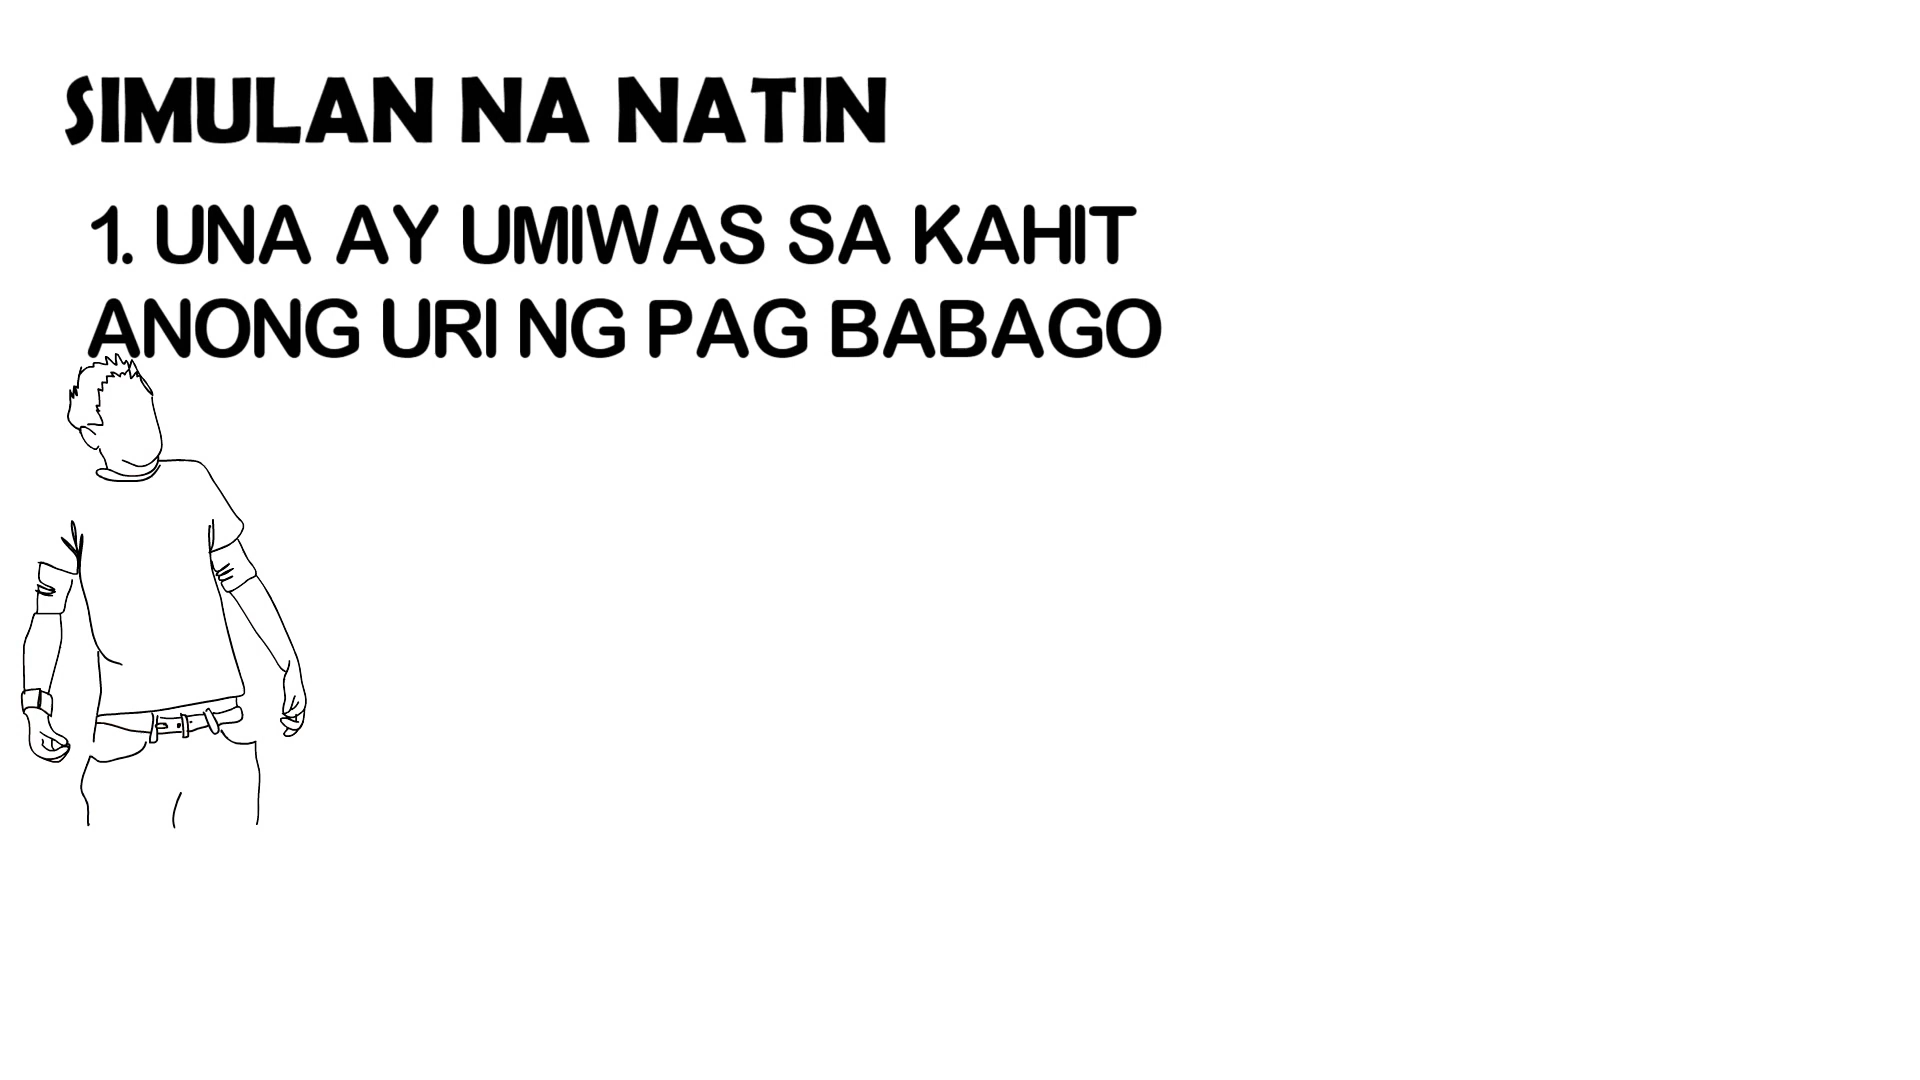 SIMULAN NA NATIN
1. UNA AY UMIWAS SA KAHIT
ANONG URI NG PAG BABAGO